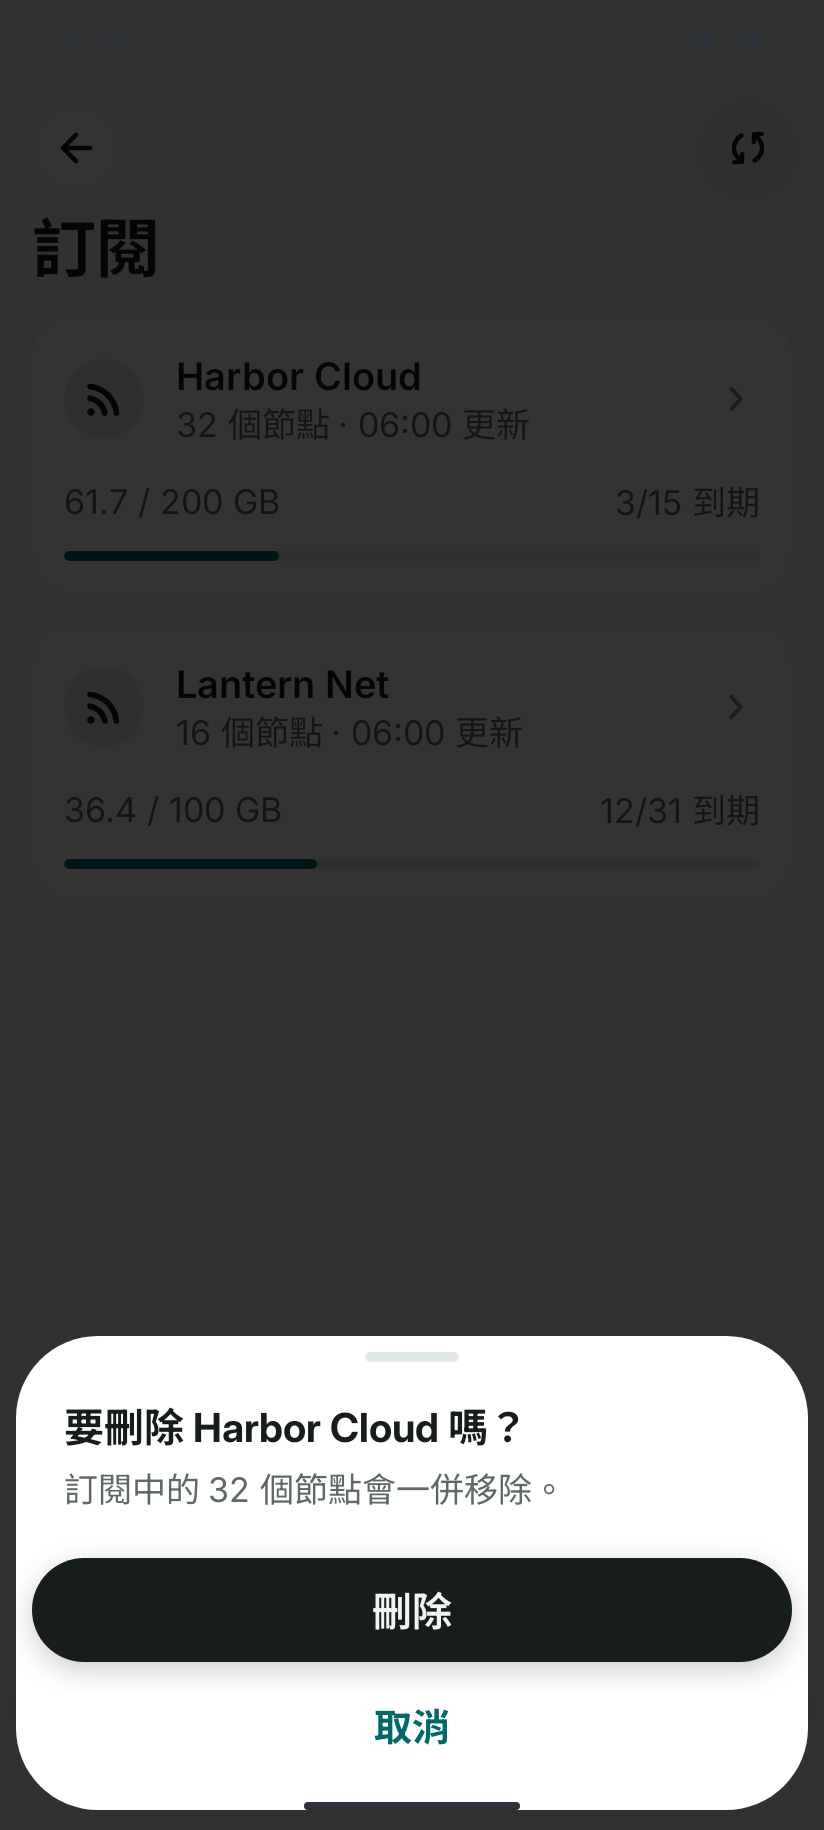 訂閱
Harbor Cloud
32 個節點 · 06:00 更新
61.7 / 200 GB
3/15 到期
Lantern Net
16 個節點 · 06:00 更新
36.4 / 100 GB
12/31 到期
要刪除 Harbor Cloud 嗎？
訂閱中的 32 個節點會一併移除。
刪除
取消